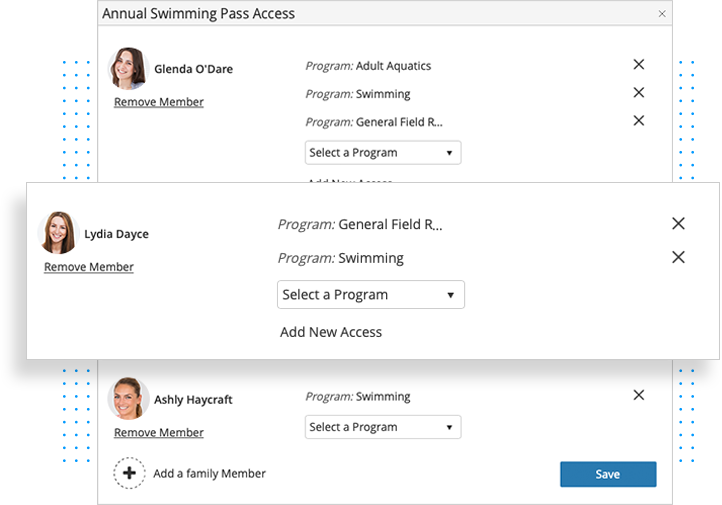 Annual Swimming Pass Access
Glenda O'Dare
Remove Member
Program: Adult Aquatics
Program: Swimming
Program: General Field R...
Select a Program
Add New Access
Lydia Dayce
Remove Member
Program: General Field R...
Program: Swimming
Select a Program
Add New Access
Ashly Haycraft
Remove Member
Program: Swimming
Select a Program
Add a family Member
Save